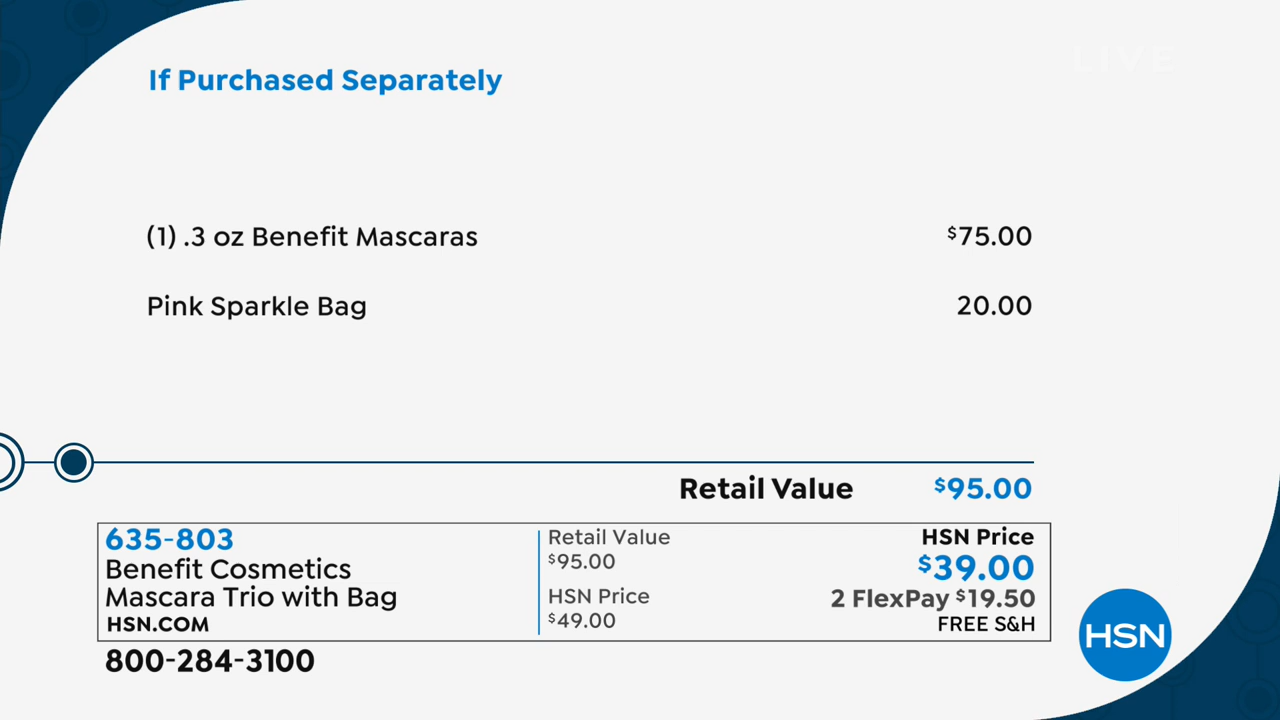 LIVE
If Purchased Separately
(1) .3 oz Benefit Mascaras $75.00
Pink Sparkle Bag 20.00
Retail Value $95.00
635-803
Benefit Cosmetics
Mascara Trio with Bag
HSN.COM
Retail Value
$95.00
HSN Price
$49.00
HSN Price
$39.00
2 FlexPay $19.50
FREE S&H
800-284-3100
HSN